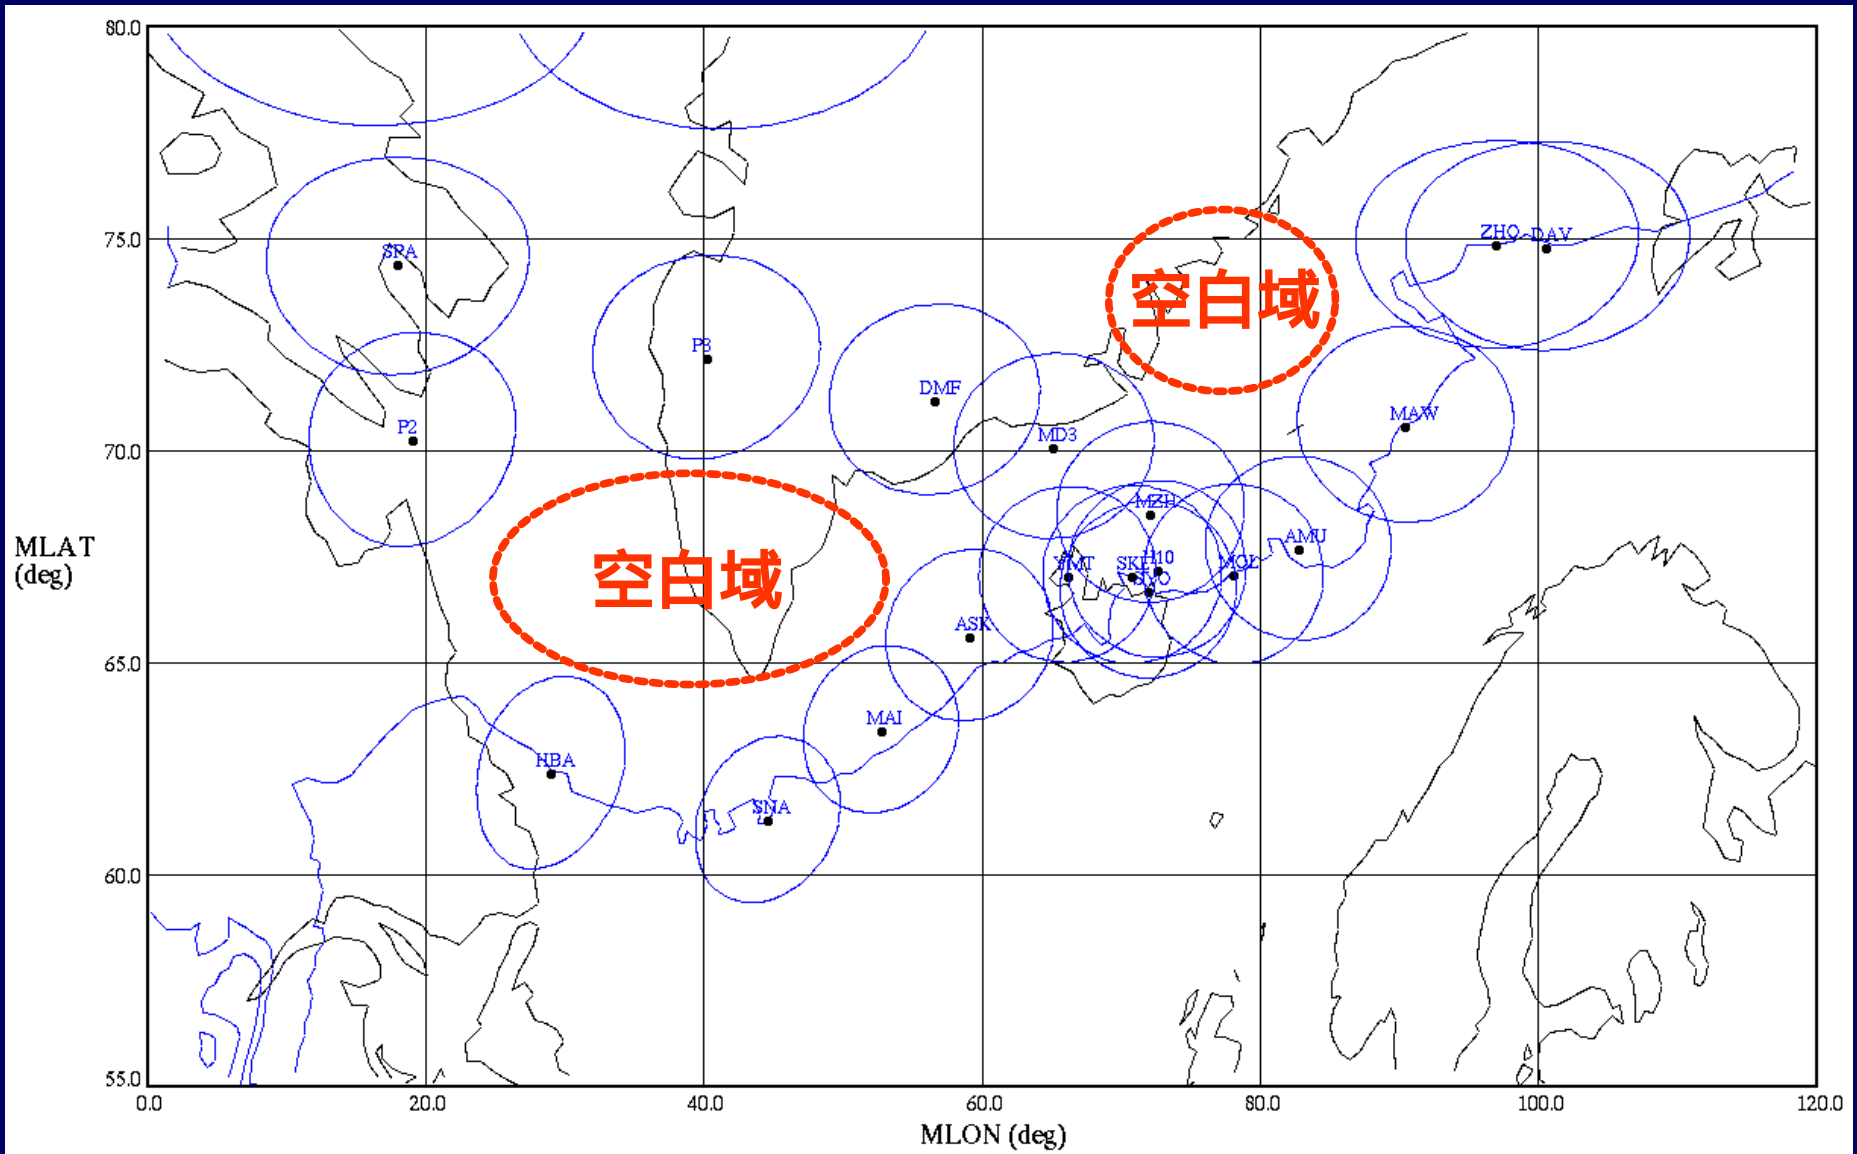 80.0
75.0
70.0
65.0
60.0
55.0
MLAT
(deg)
0.0
20.0
40.0
60.0
80.0
100.0
120.0
MLON (deg)
SPA
P2
P3
DMF
MD3
空白域
ZHO
DAV
MAW
空白域
MZH
AMU
H10
MOL
ASK
MAI
HBA
SNA